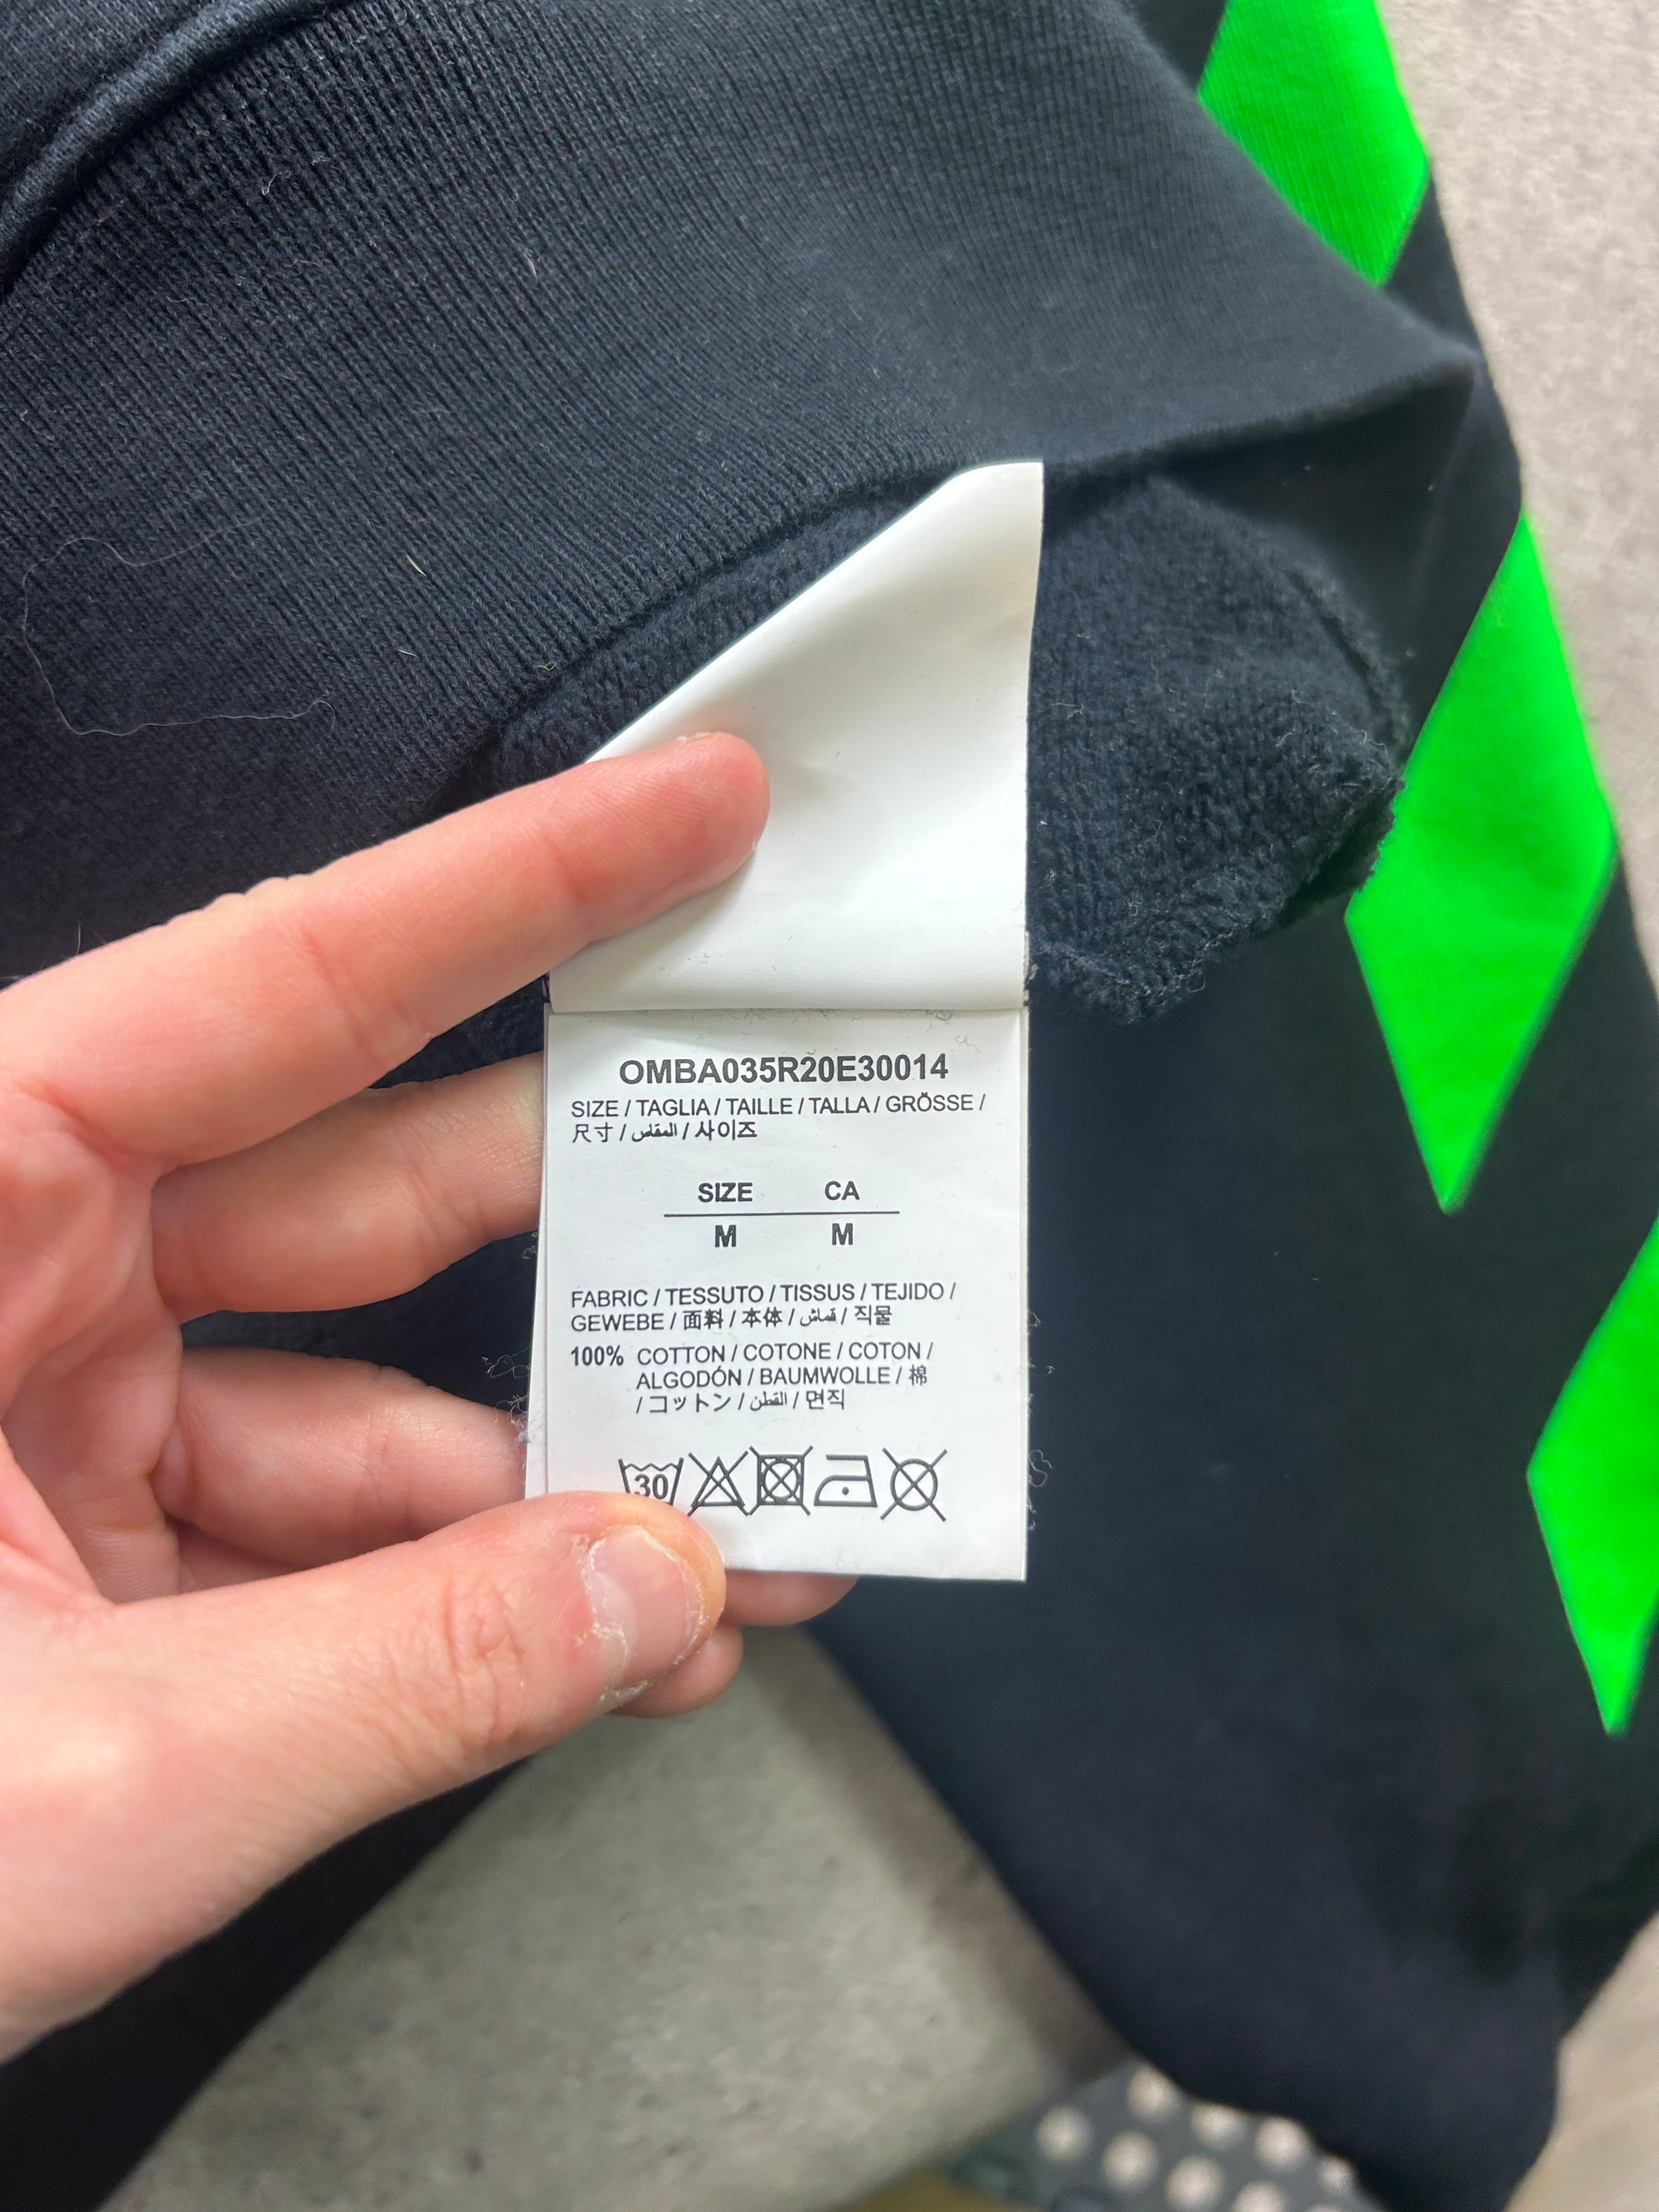 OMBA035R20E30014
SIZE / TAGLIA / TAILLE / TALLA / GRÖSSE /
尺寸 / المقاس / 사이즈
SIZE CA
M M
FABRIC / TESSUTO / TISSUS / TEJIDO /
GEWEBE / 面料 / 本体 / قماش / 직물
100% COTTON / COTONE / COTON /
ALGODÓN / BAUMWOLLE / 棉
/ コットン / القطن / 면직
30